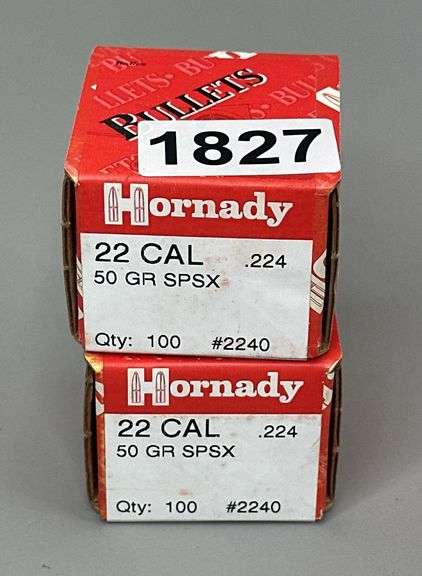 BULLETS
1827
Hornady
22 CAL .224
50 GR SPSX
Qty: 100 #2240
Hornady
22 CAL .224
50 GR SPSX
Qty: 100 #2240